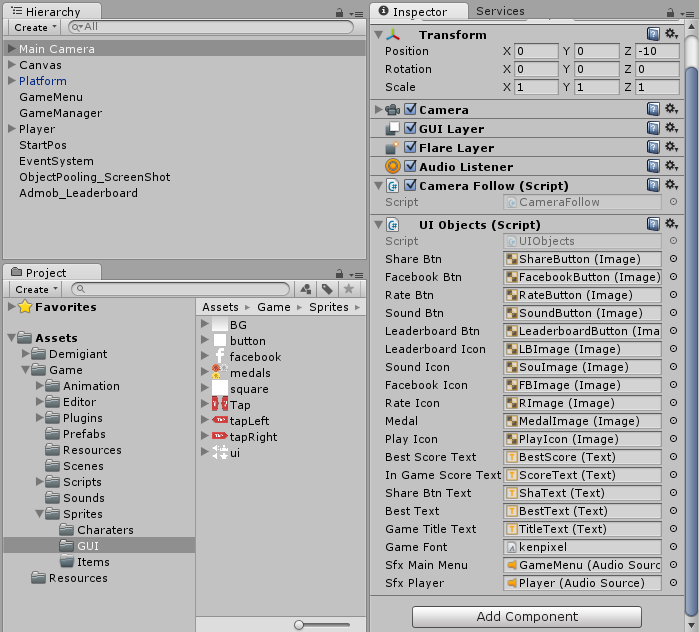 Hierarchy
Create All
Main Camera
Canvas
Platform
GameMenu
GameManager
Player
StartPos
EventSystem
ObjectPooling_ScreenShot
Admob_Leaderboard
Project
Create
Favorites
Assets
Demigiant
Game
Animation
Editor
Plugins
Prefabs
Resources
Scenes
Scripts
Sounds
Sprites
Charaters
GUI
Items
Resources
Assets Game Sprites
BG
button
facebook
medals
square
Tap
tapLeft
tapRight
ui
Inspector Services
Transform
Position X 0 Y 0 Z -10
Rotation X 0 Y 0 Z 0
Scale X 1 Y 1 Z 1
Camera
GUI Layer
Flare Layer
Audio Listener
Camera Follow (Script)
Script CameraFollow
UI Objects (Script)
Script UIObjects
Share Btn ShareButton (Image)
Facebook Btn FacebookButton (Image)
Rate Btn RateButton (Image)
Sound Btn SoundButton (Image)
Leaderboard Btn LeaderboardButton (Ima
Leaderboard Icon LBImage (Image)
Sound Icon SouImage (Image)
Facebook Icon FBImage (Image)
Rate Icon RImage (Image)
Medal MedalImage (Image)
Play Icon PlayIcon (Image)
Best Score Text BestScore (Text)
In Game Score Text ScoreText (Text)
Share Btn Text ShaText (Text)
Best Text BestText (Text)
Game Title Text TitleText (Text)
Game Font kenpixel
Sfx Main Menu GameMenu (Audio Sourc
Sfx Player Player (Audio Source)
Add Component